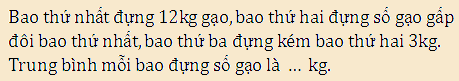 Bao thứ nhất đựng 12kg gạo,bao thứ hai đựng số gạo gấp
đôi bao thứ nhất,bao thứ ba đựng kém bao thứ hai 3kg.
Trung bình mỗi bao đựng số gạo là ... kg.